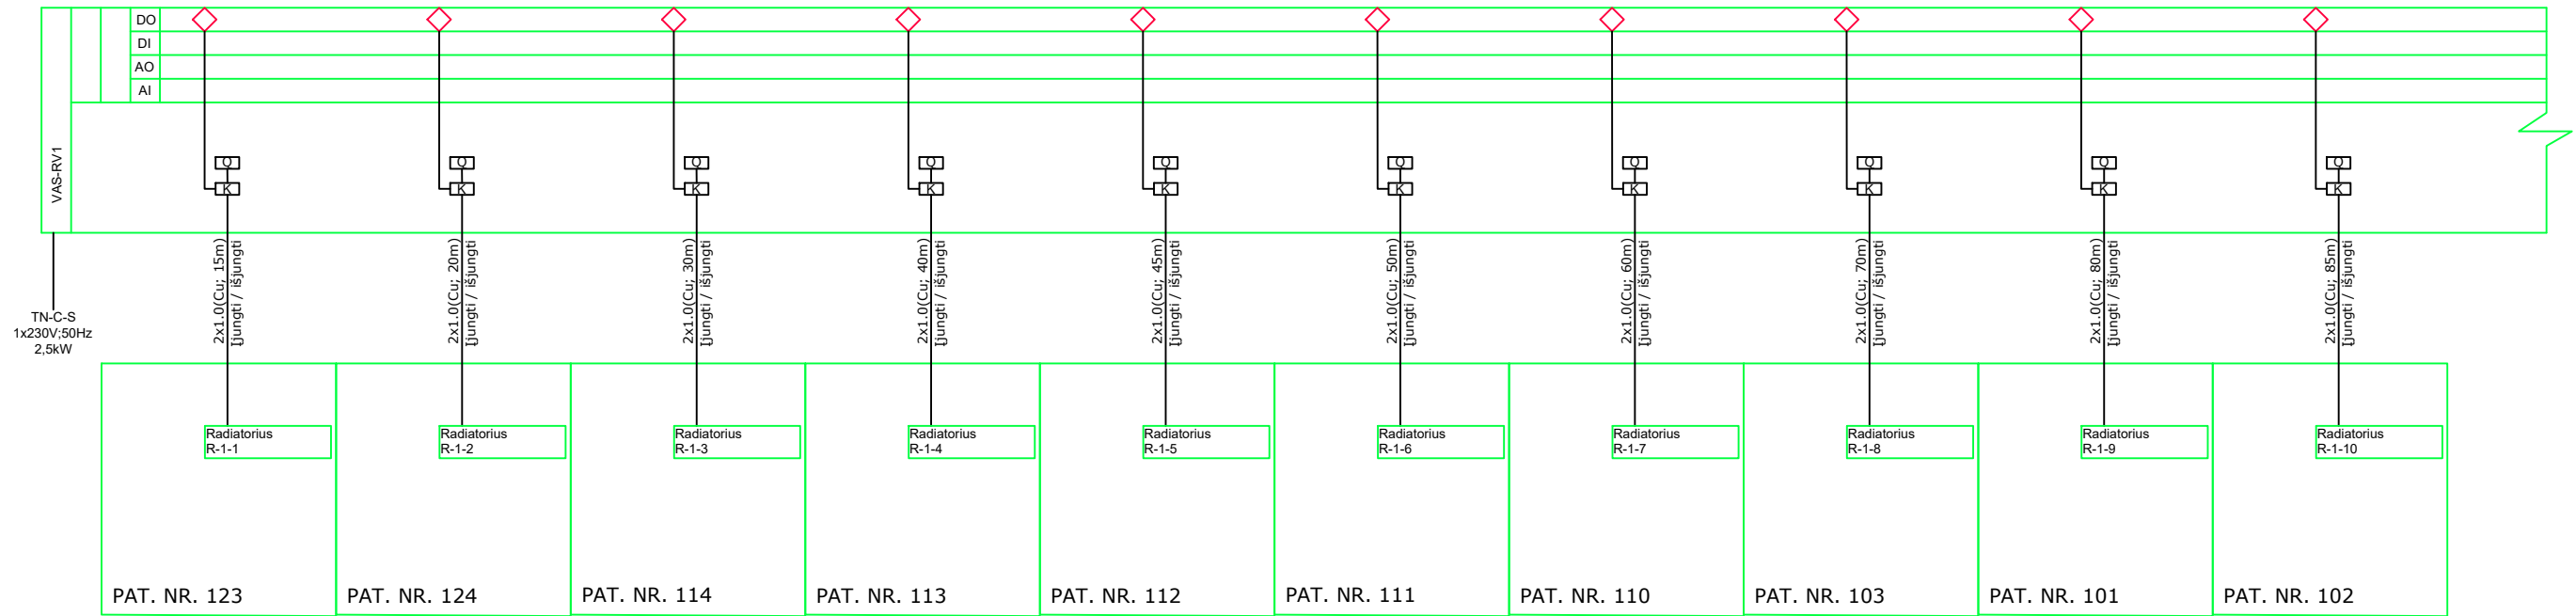 DO
DI
AO
AI
VAS-RV1
Q
K
Q
K
Q
K
Q
K
Q
K
Q
K
Q
K
Q
K
Q
K
Q
K
TN-C-S
1x230V;50Hz
2,5kW
2x1.0(Cu; 15m)
Įjungti / išjungti
2x1.0(Cu; 20m)
Įjungti / išjungti
2x1.0(Cu; 30m)
Įjungti / išjungti
2x1.0(Cu; 40m)
Įjungti / išjungti
2x1.0(Cu; 45m)
Įjungti / išjungti
2x1.0(Cu; 50m)
Įjungti / išjungti
2x1.0(Cu; 60m)
Įjungti / išjungti
2x1.0(Cu; 70m)
Įjungti / išjungti
2x1.0(Cu; 80m)
Įjungti / išjungti
2x1.0(Cu; 85m)
Įjungti / išjungti
Radiatorius
R-1-1
Radiatorius
R-1-2
Radiatorius
R-1-3
Radiatorius
R-1-4
Radiatorius
R-1-5
Radiatorius
R-1-6
Radiatorius
R-1-7
Radiatorius
R-1-8
Radiatorius
R-1-9
Radiatorius
R-1-10
PAT. NR. 123
PAT. NR. 124
PAT. NR. 114
PAT. NR. 113
PAT. NR. 112
PAT. NR. 111
PAT. NR. 110
PAT. NR. 103
PAT. NR. 101
PAT. NR. 102